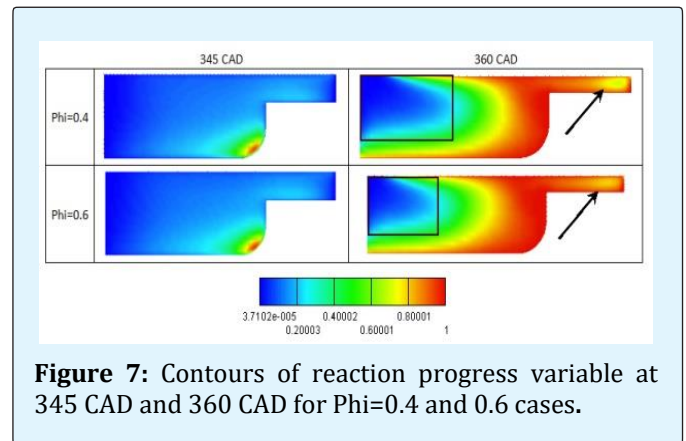 345 CAD 360 CAD
Phi=0.4
Phi=0.6
3.7102e-005 0.40002 0.80001
0.20003 0.60001 1
Figure 7: Contours of reaction progress variable at
345 CAD and 360 CAD for Phi=0.4 and 0.6 cases.